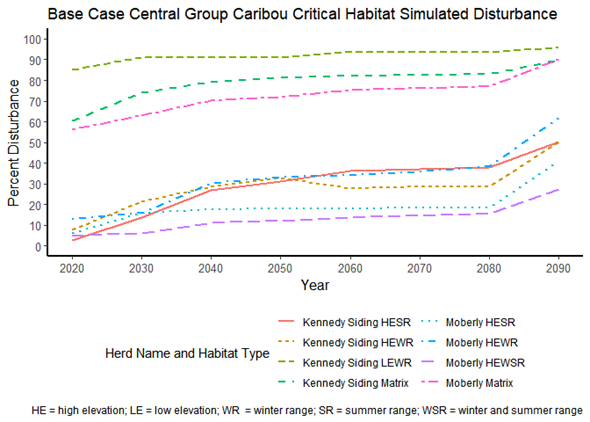 Base Case Central Group Caribou Critical Habitat Simulated Disturbance
Percent Disturbance
100
90
80
70
60
50
40
30
20
10
0
2020 2030 2040 2050 2060 2070 2080 2090
Year
Herd Name and Habitat Type
Kennedy Siding HESR
Kennedy Siding HEWR
Kennedy Siding LEWR
Kennedy Siding Matrix
Moberly HESR
Moberly HEWR
Moberly HEWSR
Moberly Matrix
HE = high elevation; LE = low elevation; WR = winter range; SR = summer range; WSR = winter and summer range